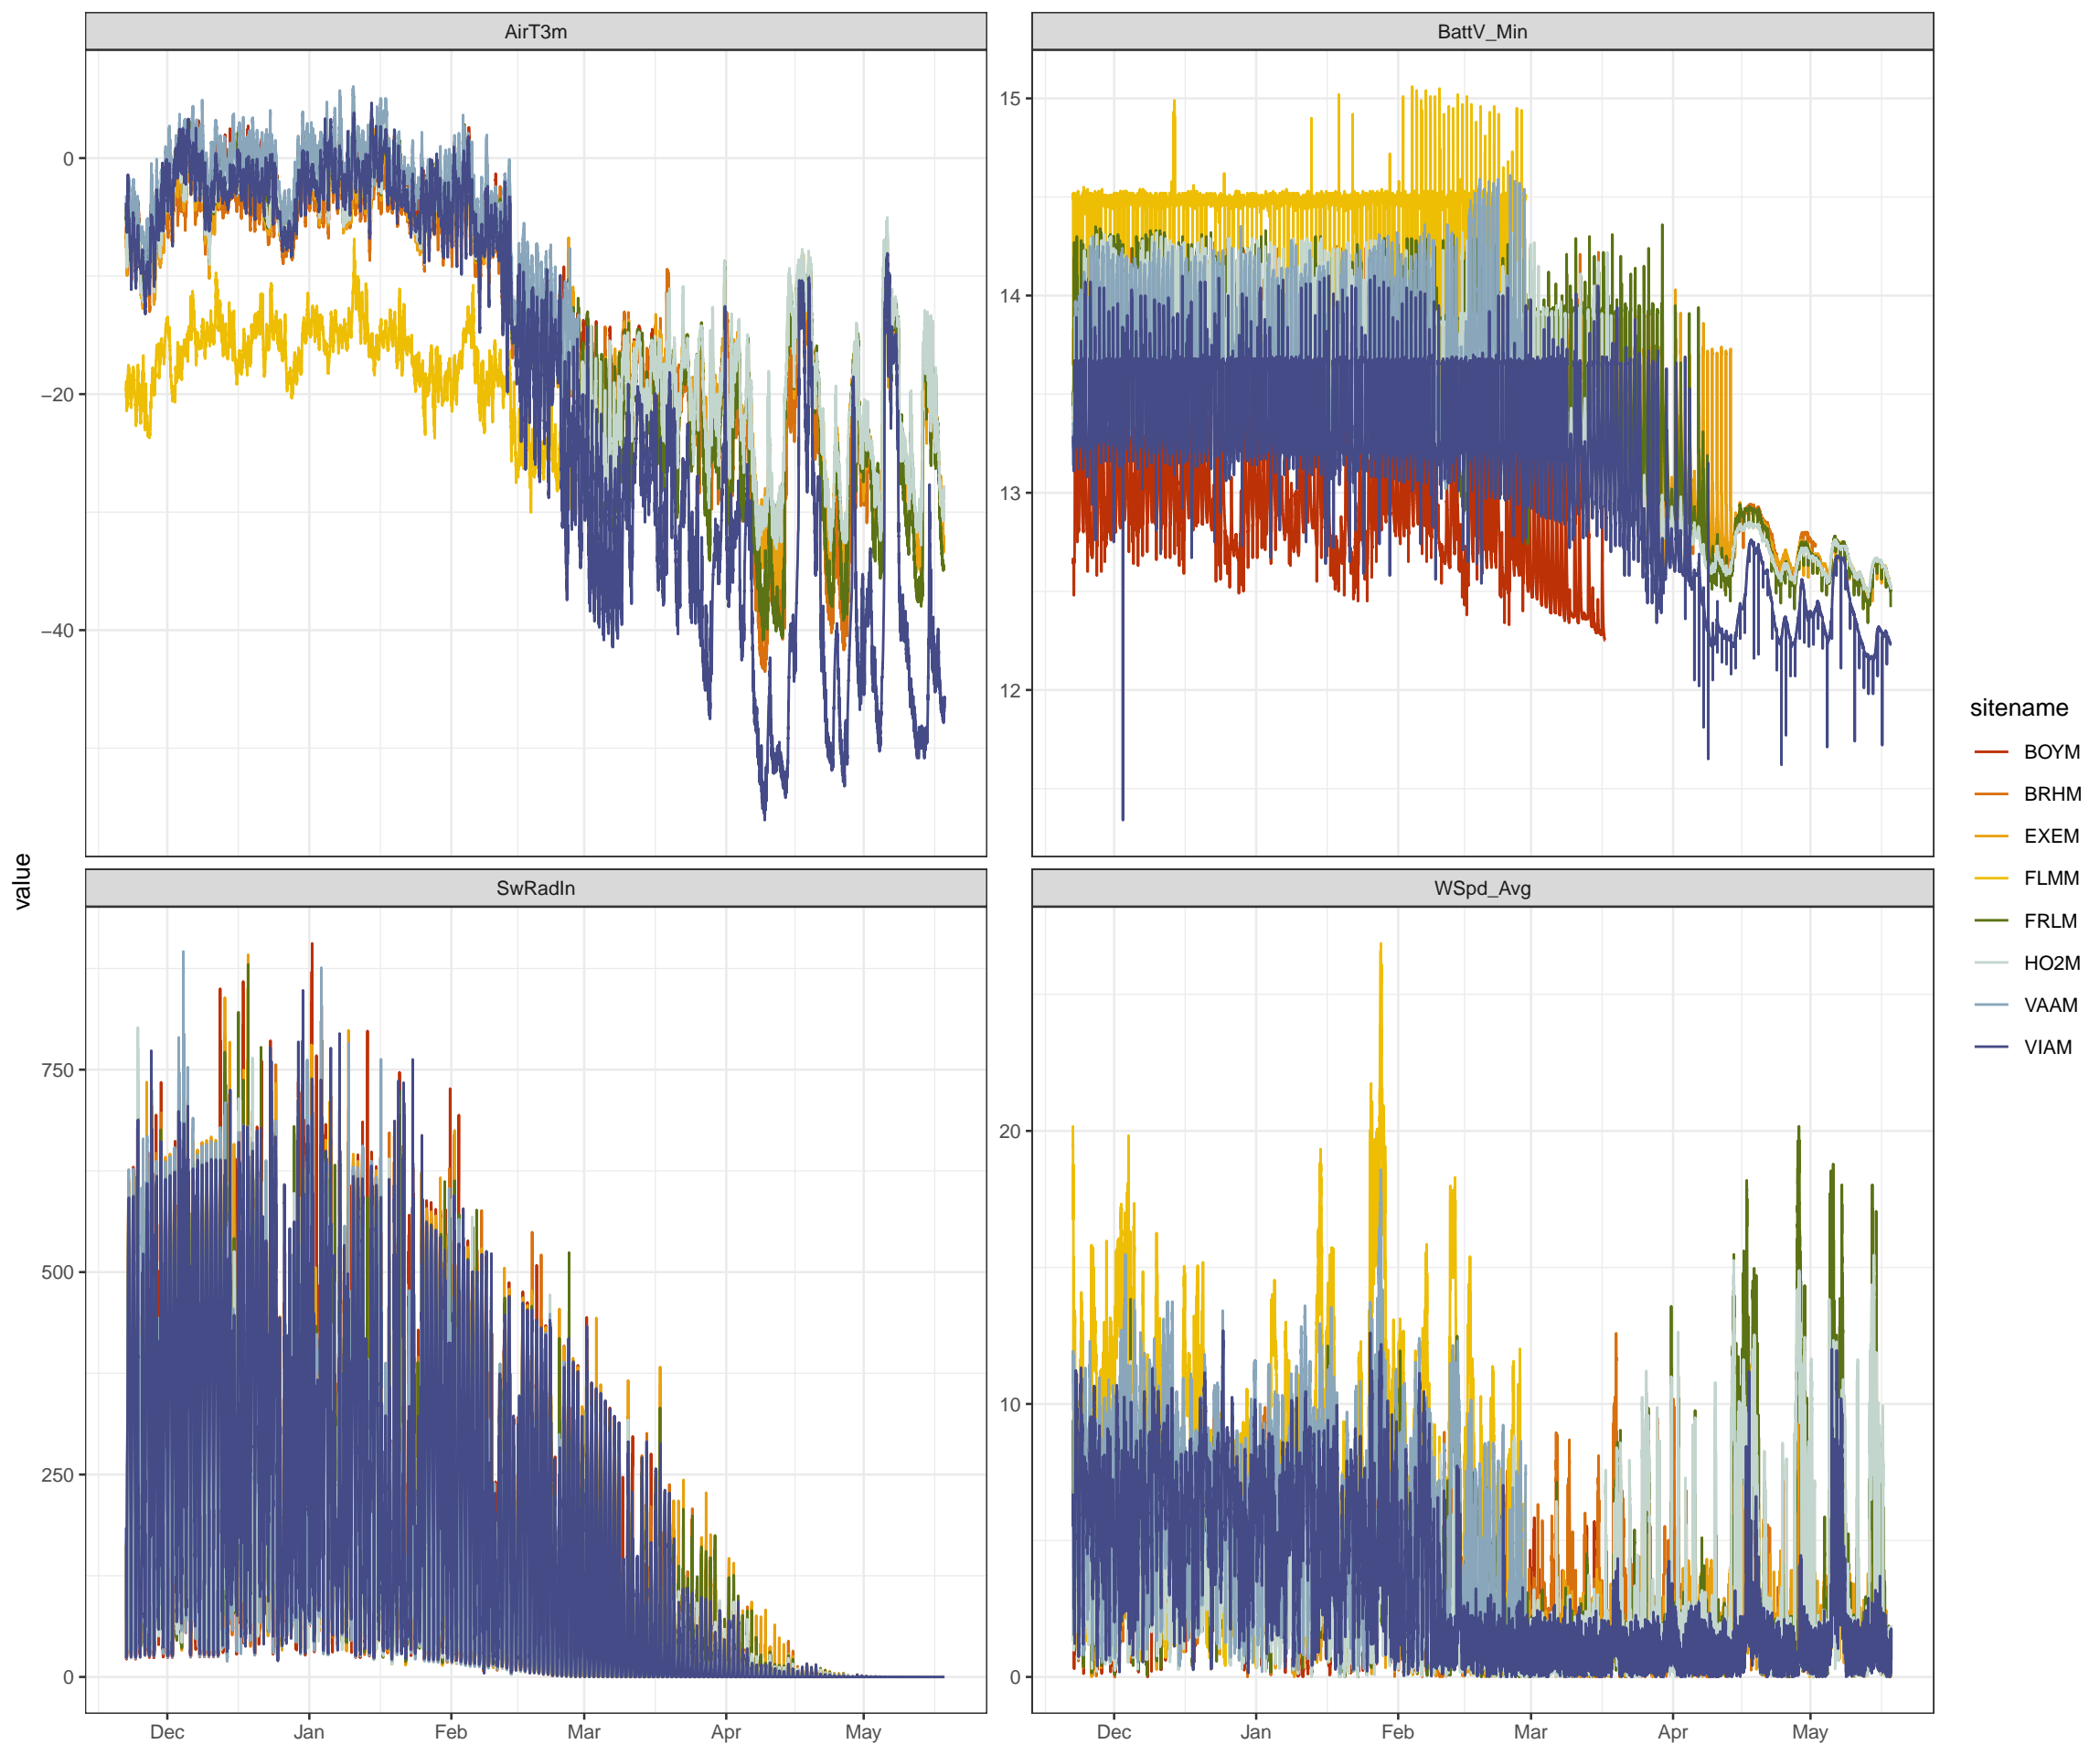 AirT3m
BattV_Min
0
−20
−40
15
14
13
12
value
SwRadIn
WSpd_Avg
750
500
250
0
20
10
0
Dec Jan Feb Mar Apr May
Dec Jan Feb Mar Apr May
sitename
BOYM
BRHM
EXEM
FLMM
FRLM
HO2M
VAAM
VIAM